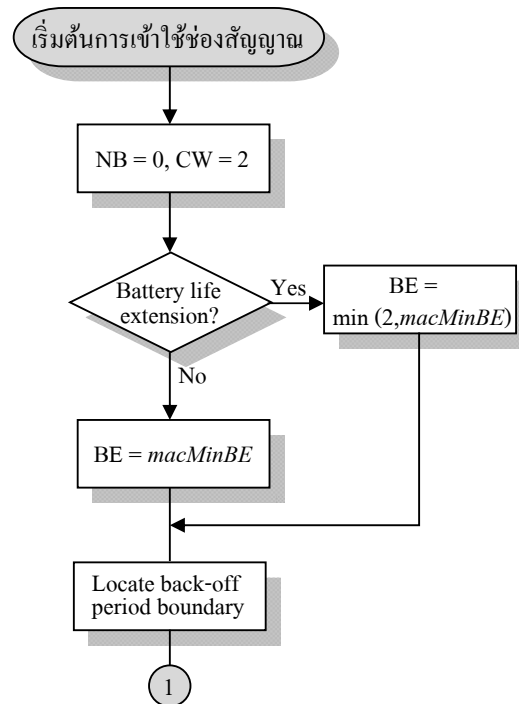 เริ่มต้นการเข้าใช้ช่องสัญญาณ
NB = 0, CW = 2
Battery life
extension?
Yes
BE =
min (2,macMinBE)
No
BE = macMinBE
Locate back-off
period boundary
1